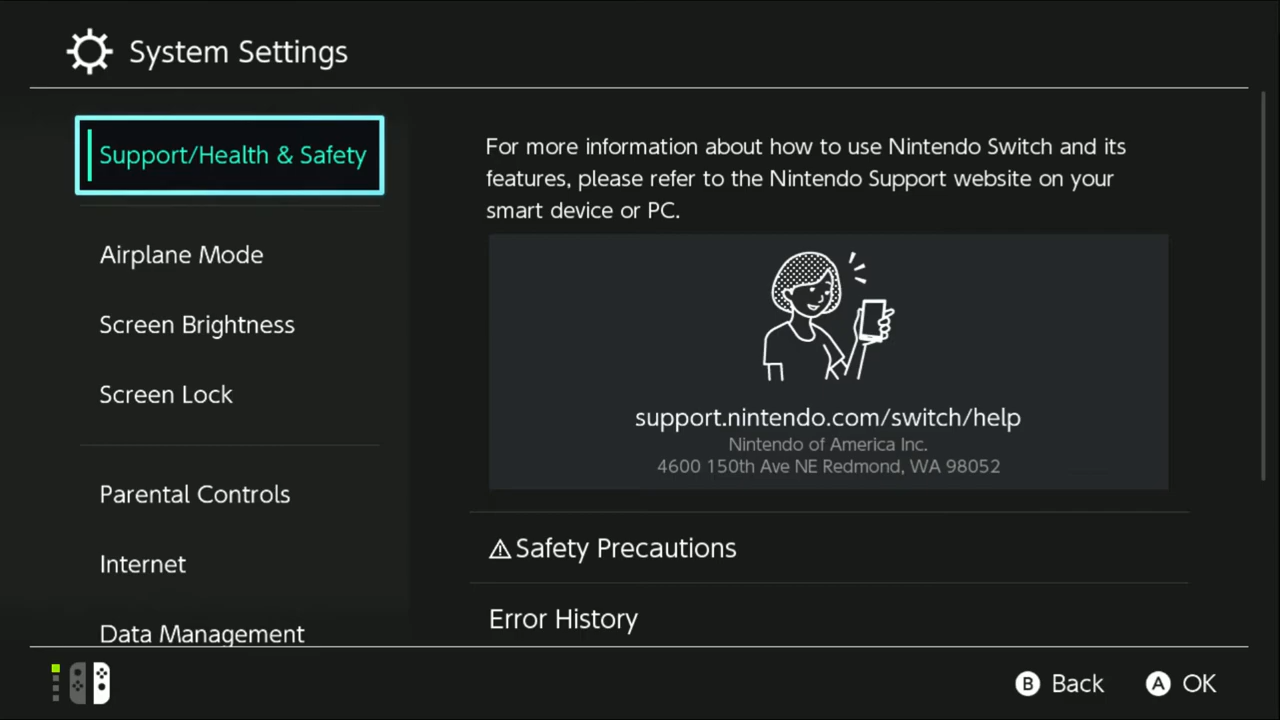 System Settings
Support/Health & Safety
Airplane Mode
Screen Brightness
Screen Lock
Parental Controls
Internet
Data Management
For more information about how to use Nintendo Switch and its
features, please refer to the Nintendo Support website on your
smart device or PC.
support.nintendo.com/switch/help
Nintendo of America Inc.
4600 150th Ave NE Redmond, WA 98052
Safety Precautions
Error History
B Back
A OK